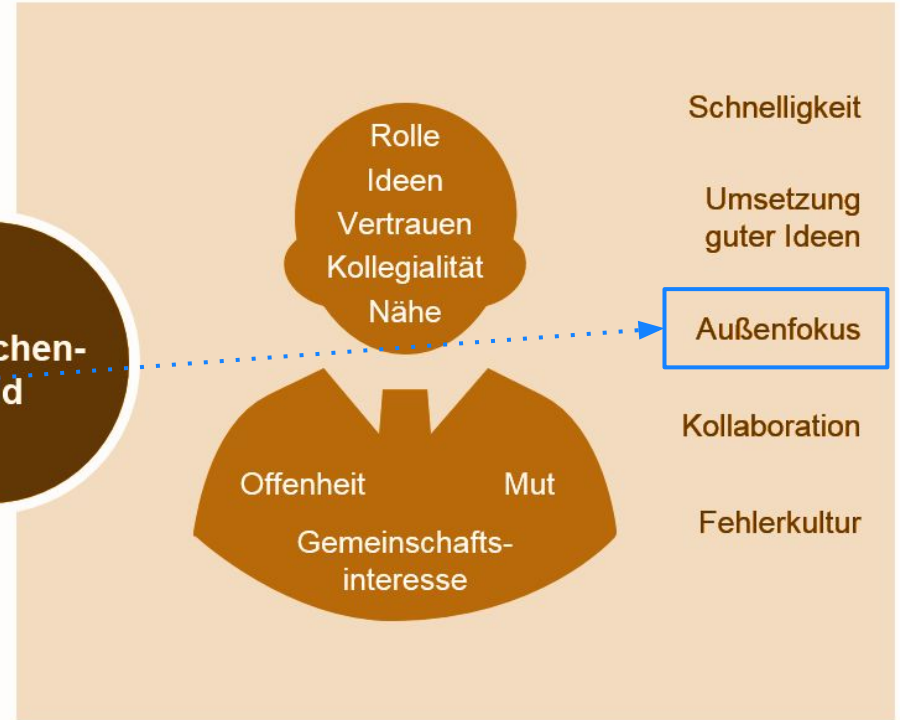 chen-
d
Rolle
Ideen
Vertrauen
Kollegialität
Nähe
Offenheit
Mut
Gemeinschafts-
interesse
Schnelligkeit
Umsetzung
guter Ideen
Außenfokus
Kollaboration
Fehlerkultur